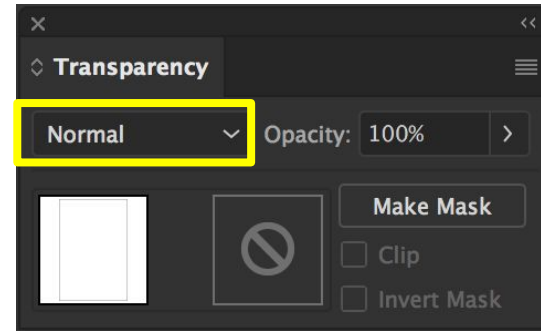 Transparency
Normal Opacity: 100%
Make Mask
Clip
Invert Mask